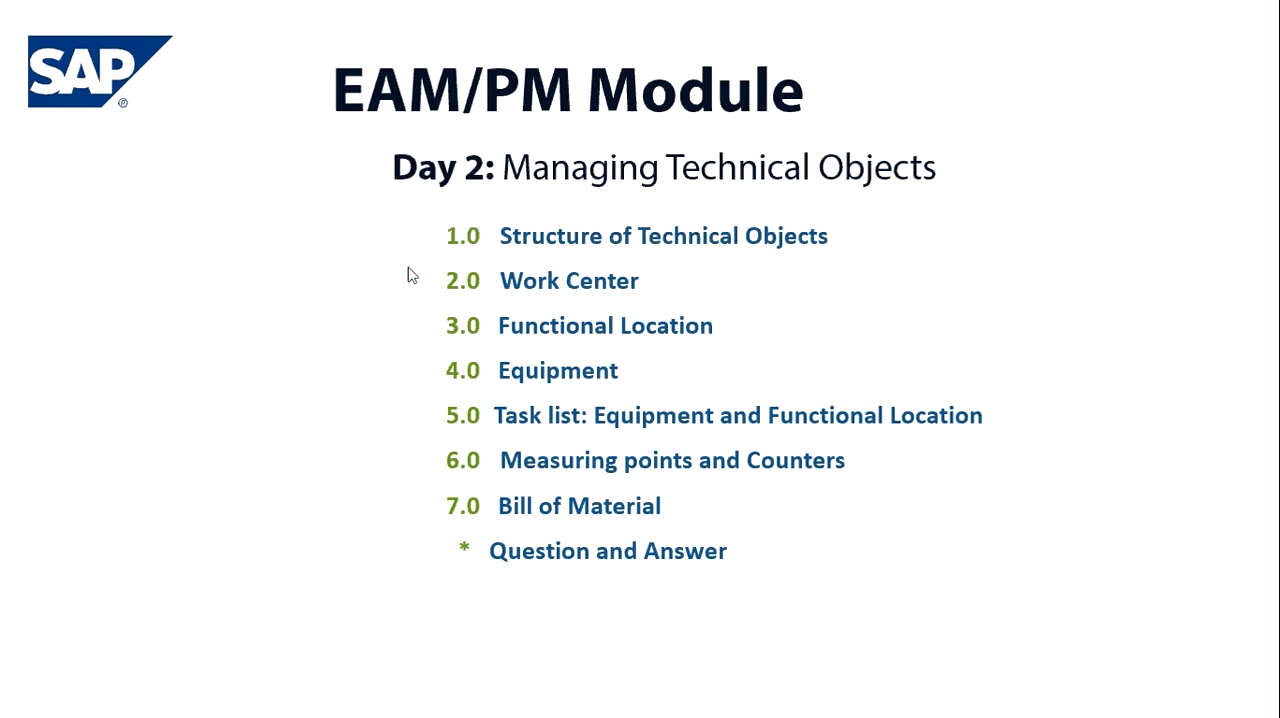 SAP®
EAM/PM Module
Day 2: Managing Technical Objects
1.0 Structure of Technical Objects
2.0 Work Center
3.0 Functional Location
4.0 Equipment
5.0 Task list: Equipment and Functional Location
6.0 Measuring points and Counters
7.0 Bill of Material
* Question and Answer